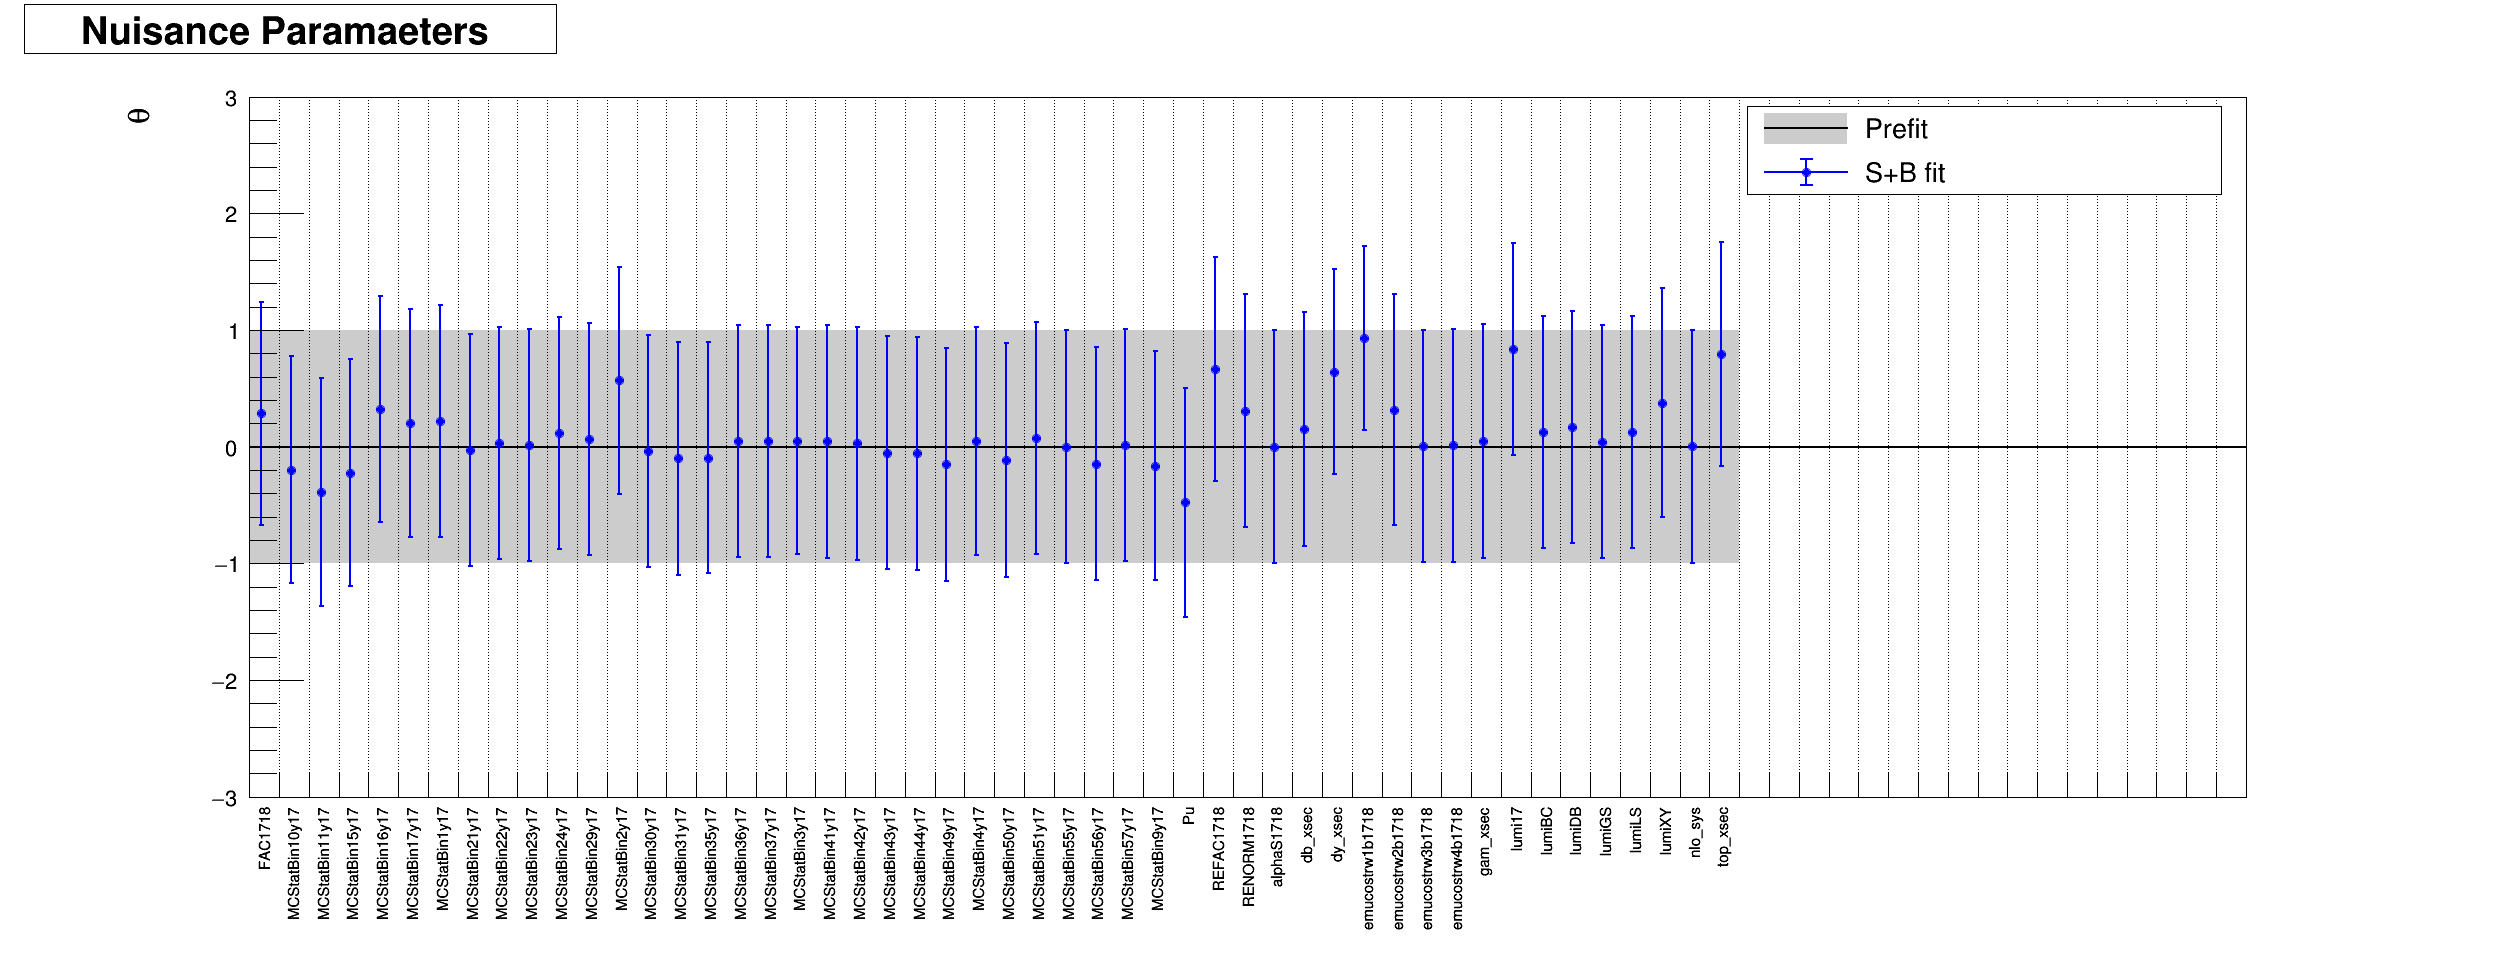 Nuisance Paramaeters
θ
3
2
1
0
−1
−2
−3
Prefit
S+B fit
FAC1718
MCStatBin10y17
MCStatBin11y17
MCStatBin15y17
MCStatBin16y17
MCStatBin17y17
MCStatBin1y17
MCStatBin21y17
MCStatBin22y17
MCStatBin23y17
MCStatBin24y17
MCStatBin29y17
MCStatBin2y17
MCStatBin30y17
MCStatBin31y17
MCStatBin35y17
MCStatBin36y17
MCStatBin37y17
MCStatBin3y17
MCStatBin41y17
MCStatBin42y17
MCStatBin43y17
MCStatBin44y17
MCStatBin49y17
MCStatBin4y17
MCStatBin50y17
MCStatBin51y17
MCStatBin55y17
MCStatBin56y17
MCStatBin57y17
MCStatBin9y17
Pu
REFAC1718
RENORM1718
alphaS1718
db_xsec
dy_xsec
emucostrw1b1718
emucostrw2b1718
emucostrw3b1718
emucostrw4b1718
gam_xsec
lumi17
lumiBC
lumiDB
lumiGS
lumiLS
lumiXY
nlo_sys
top_xsec